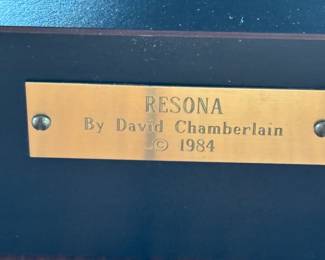 RESONA
By David Chamberlain
© 1984